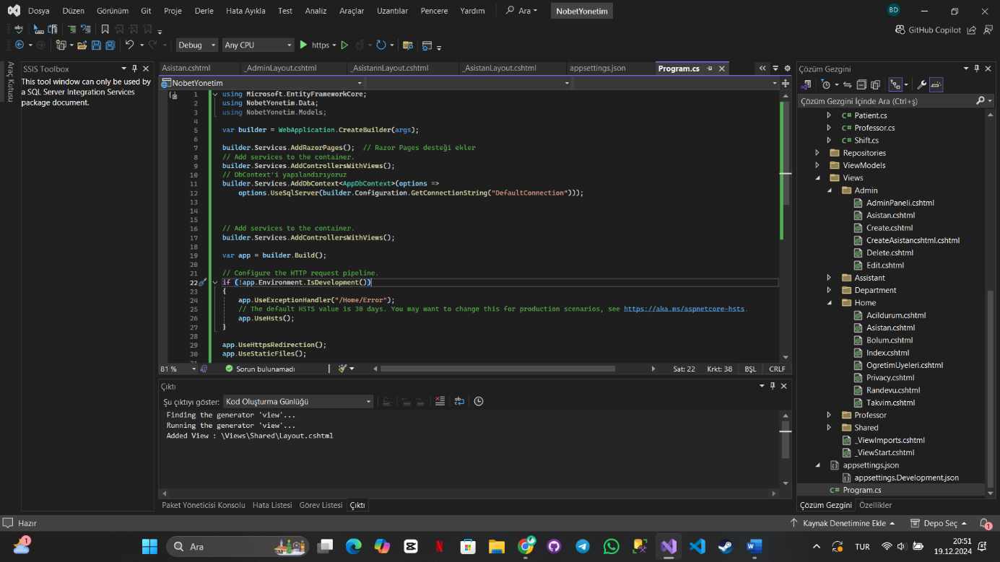 Dosya Düzen Görünüm Git Proje Derle Hata Ayıkla Test Analiz Araçlar Uzantılar Pencere Yardım Ara NobetYonetim BD
GitHub Copilot
Debug Any CPU https
Araç Kutusu
SSIS Toolbox
This tool window can only be used by
a SQL Server Integration Services
package document.
Asistan.cshtml _AdminLayout.cshtml _AsistannLayout.cshtml _AsistanLayout.cshtml appsettings.json Program.cs
NobetYonetim
1 using Microsoft.EntityFrameworkCore;
2 using NobetYonetim.Data;
3 using NobetYonetim.Models;
4
5 var builder = WebApplication.CreateBuilder(args);
6
7 builder.Services.AddRazorPages(); // Razor Pages desteği ekler
8 // Add services to the container.
9 builder.Services.AddControllersWithViews();
10 // DbContext'i yapılandırıyoruz
11 builder.Services.AddDbContext<AppDbContext>(options =>
12 options.UseSqlServer(builder.Configuration.GetConnectionString("DefaultConnection")));
13
14
15
16 // Add services to the container.
17 builder.Services.AddControllersWithViews();
18
19 var app = builder.Build();
20
21 // Configure the HTTP request pipeline.
22 if (!app.Environment.IsDevelopment())
23 {
24 app.UseExceptionHandler("/Home/Error");
25 // The default HSTS value is 30 days. You may want to change this for production scenarios, see https://aka.ms/aspnetcore-hsts.
26 app.UseHsts();
27 }
28
29 app.UseHttpsRedirection();
30 app.UseStaticFiles();
81 % Sorun bulunamadı Sat: 22 Krkt: 38 BŞL CRLF
Çıktı
Şu çıktıyı göster: Kod Oluşturma Günlüğü
Finding the generator 'view'...
Running the generator 'view'...
Added View : \Views\Shared\Layout.cshtml
Paket Yöneticisi Konsolu Hata Listesi Görev Listesi Çıktı
Çözüm Gezgini
Çözüm Gezgini İçinde Ara (Ctrl+ş)
C# Patient.cs
C# Professor.cs
C# Shift.cs
Repositories
ViewModels
Views
Admin
AdminPaneli.cshtml
Asistan.cshtml
Create.cshtml
CreateAsistancshtml.cshtml
Delete.cshtml
Edit.cshtml
Assistant
Department
Home
Acildurum.cshtml
Asistan.cshtml
Bolum.cshtml
Index.cshtml
OgretimUyeleri.cshtml
Privacy.cshtml
Randevu.cshtml
Takvim.cshtml
Professor
Shared
_ViewImports.cshtml
_ViewStart.cshtml
appsettings.json
appsettings.Development.json
C# Program.cs
Çözüm Gezgini Özellikler
Hazır Kaynak Denetimine Ekle Depo Seç 1
1 Ara TUR 20:51
19.12.2024